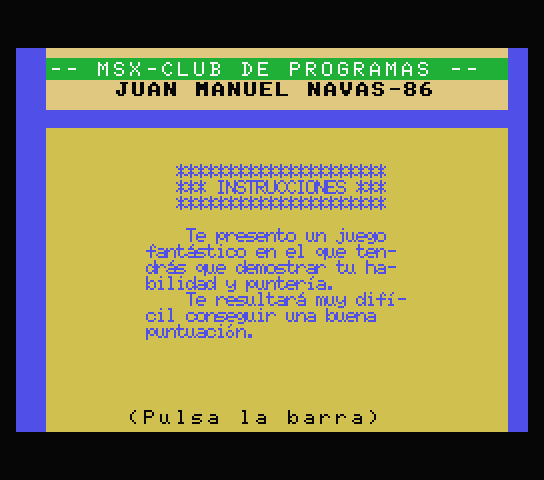 -- MSX-CLUB DE PROGRAMAS --
JUAN MANUEL NAVAS-86
*********************
*** INSTRUCCIONES ***
*********************
Te presento un juego
fantástico en el que ten-
drás que demostrar tu ha-
bilidad y puntería.
Te resultará muy difí-
cil conseguir una buena
puntuación.
(Pulsa la barra)